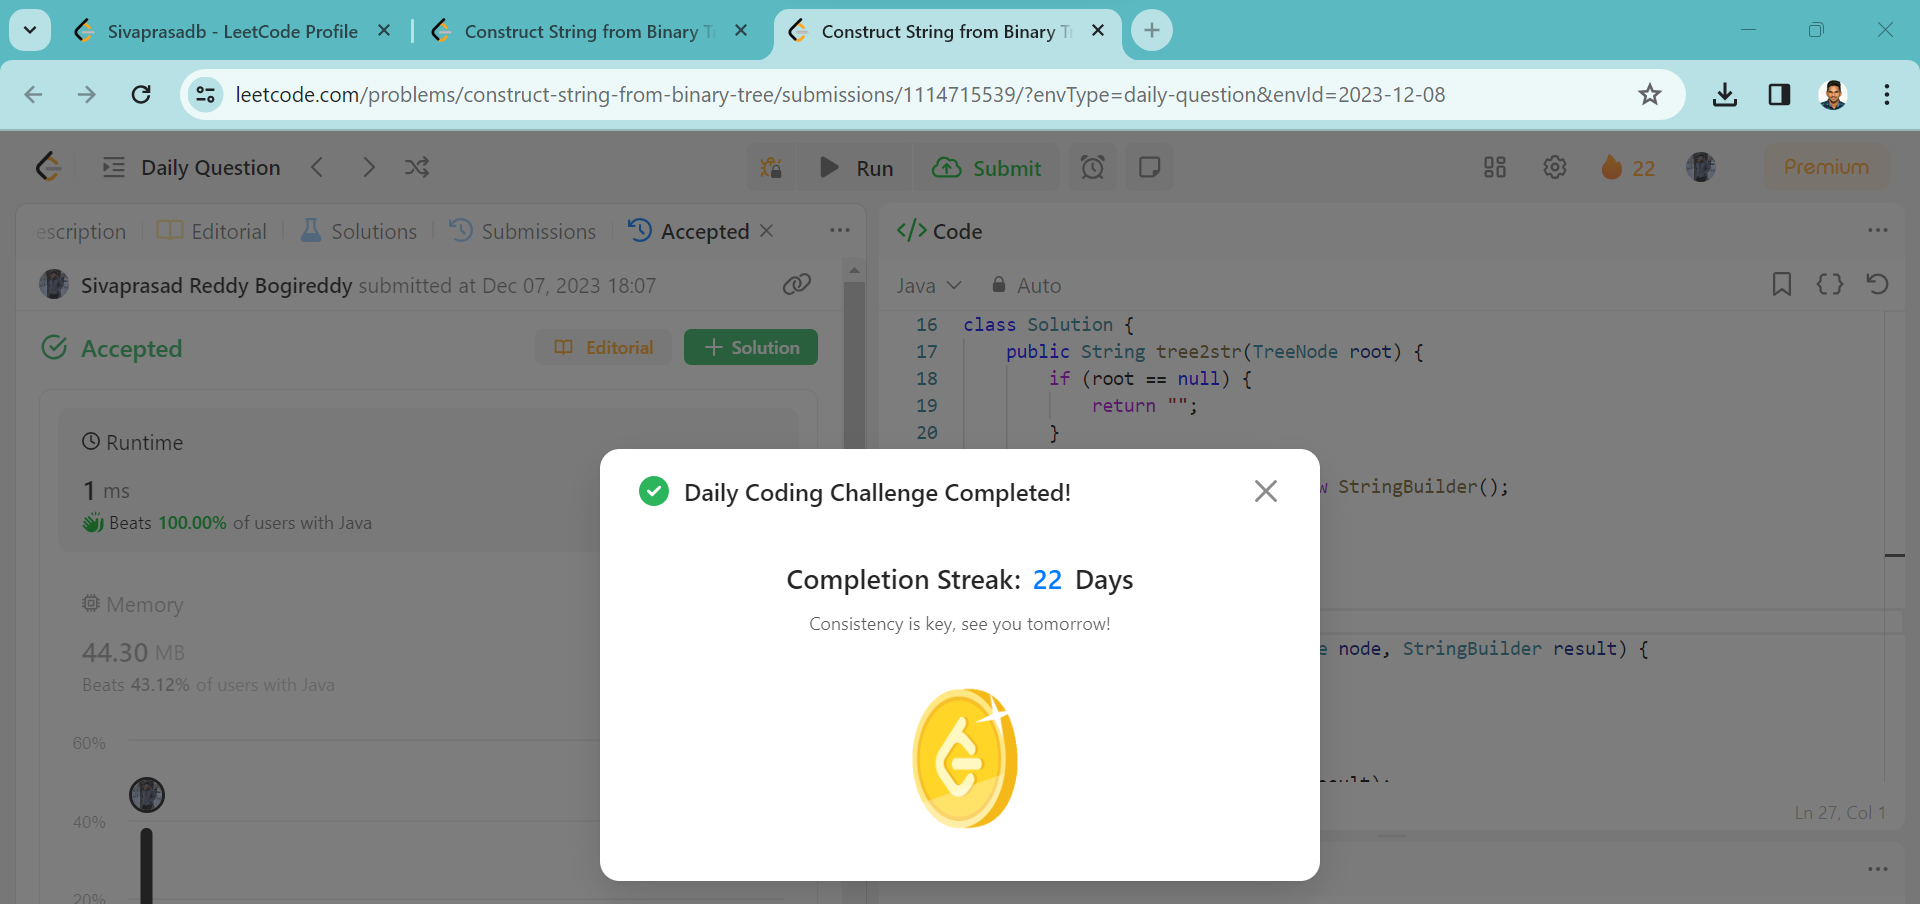 Sivaprasadb - LeetCode Profile
Construct String from Binary
Construct String from Binary
leetcode.com/problems/construct-string-from-binary-tree/submissions/1114715539/?envType=daily-question&envId=2023-12-08
Daily Question
Run
Submit
22
Premium
escription
Editorial
Solutions
Submissions
Accepted
</> Code
Sivaprasad Reddy Bogireddy submitted at Dec 07, 2023 18:07
Java
Auto
Accepted
Editorial
+ Solution
16 class Solution {
17 public String tree2str(TreeNode root) {
18 if (root == null) {
19 return "";
20 }
w StringBuilder();
e node, StringBuilder result) {
Ln 27, Col 1
Runtime
1 ms
Beats 100.00% of users with Java
Memory
44.30 MB
Beats 43.12% of users with Java
60%
40%
20%
Daily Coding Challenge Completed!
Completion Streak: 22 Days
Consistency is key, see you tomorrow!